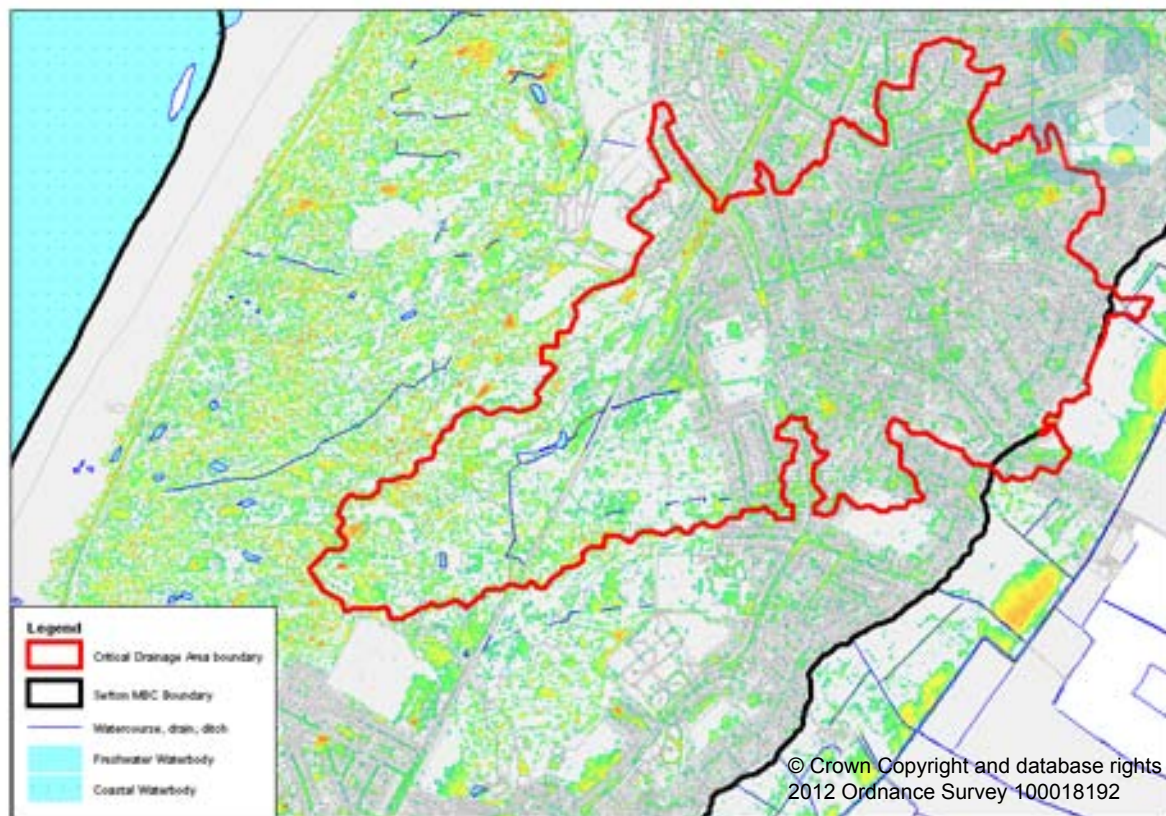 Legend
Critical Drainage Area boundary
Sefton MBC Boundary
Watercourse, drain, ditch
Freshwater Waterbody
Coastal Waterbody
© Crown Copyright and database rights
2012 Ordnance Survey 100018192